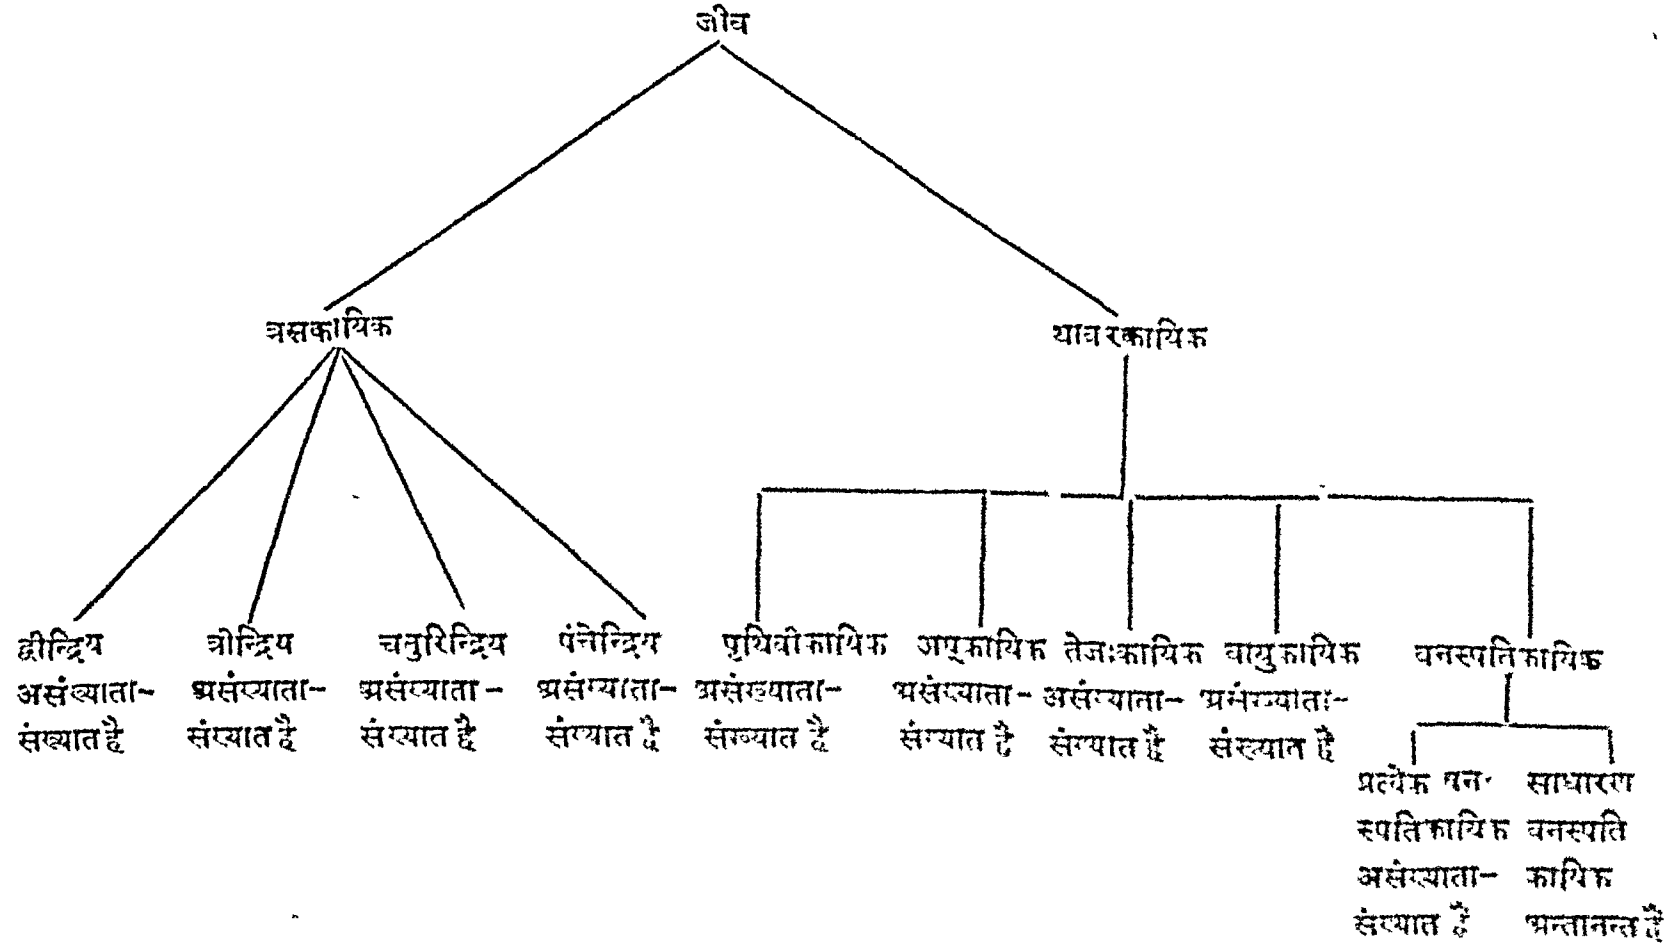 जीव
त्रसकायिक
थावरकायिक
द्वीन्द्रिय
असंख्याता-
संख्यात है
त्रीन्द्रिय
असंख्याता-
संख्यात है
चतुरिन्द्रिय
असंख्याता-
संख्यात है
पंचेन्द्रिय
असंख्याता-
संख्यात है
पृथिवीकायिक
असंख्याता-
संख्यात है
अप्कायिक
असंख्याता-
संख्यात है
तेजःकायिक
असंख्याता-
संख्यात है
वायुकायिक
असंख्याता-
संख्यात है
वनस्पतिकायिक
प्रत्येक वन-
स्पतिकायिक
असंख्याता-
संख्यात हैं
साधारण
वनस्पति
कायिक
अन्तानन्त हैं